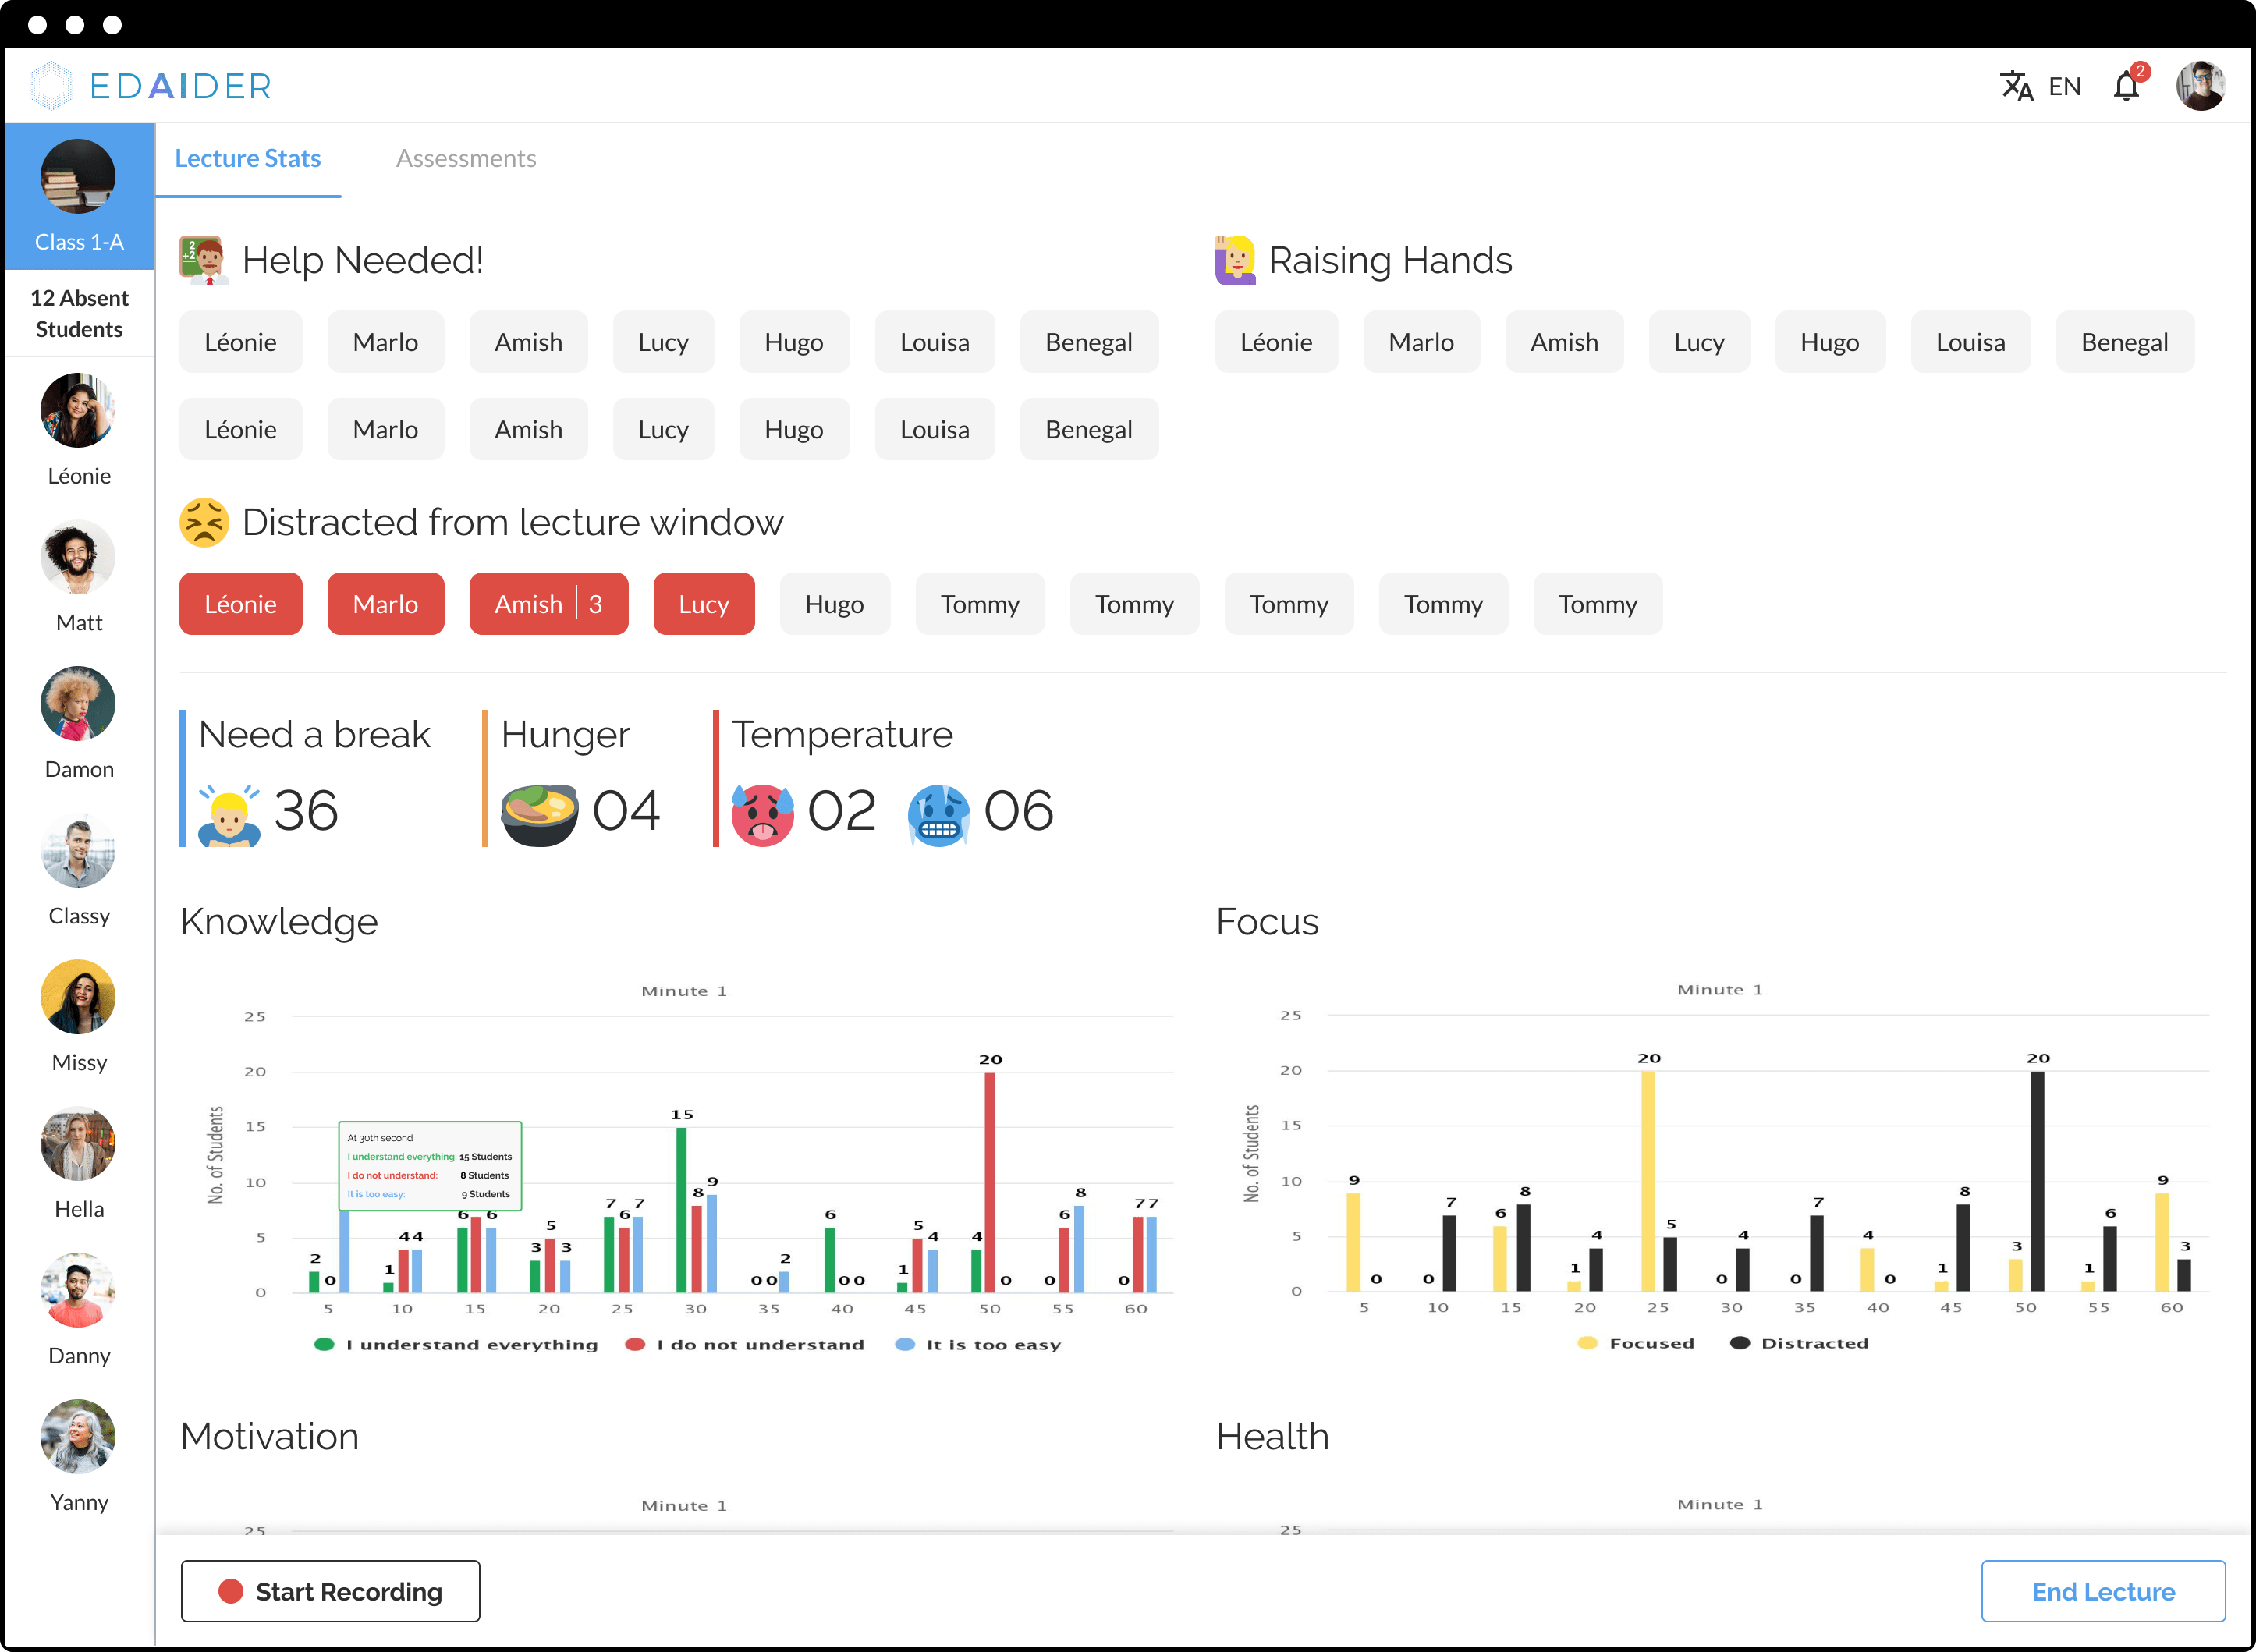 EDAIDER
EN
2
Class 1-A
12 Absent
Students
Léonie
Matt
Damon
Classy
Missy
Hella
Danny
Yanny
Lecture Stats Assessments
2
+2
Help Needed!
Léonie Marlo Amish Lucy Hugo Louisa Benegal
Léonie Marlo Amish Lucy Hugo Louisa Benegal
Raising Hands
Léonie Marlo Amish Lucy Hugo Louisa Benegal
Distracted from lecture window
Léonie Marlo Amish 3 Lucy Hugo Tommy Tommy Tommy Tommy Tommy
Need a break
36
Hunger
04
Temperature
02 06
Knowledge
Minute 1
No. of Students
25
20
15
10
5
0
At 30th second
I understand everything: 15 Students
I do not understand: 8 Students
It is too easy: 9 Students
2 0
1 4 4
6 6
3 5 3
7 6 7
15 8 9
0 0 2
6 0 0
1 5 4
4 20 0
0 6 8
0 7 7
5 10 15 20 25 30 35 40 45 50 55 60
I understand everything I do not understand It is too easy
Focus
Minute 1
No. of Students
25
20
15
10
5
0
9 0
0 7
6 8
1 4
20 5
0 4
0 7
4 0
1 8
3 20
1 6
9 3
5 10 15 20 25 30 35 40 45 50 55 60
Focused Distracted
Motivation
Minute 1
25
Health
Minute 1
25
Start Recording
End Lecture